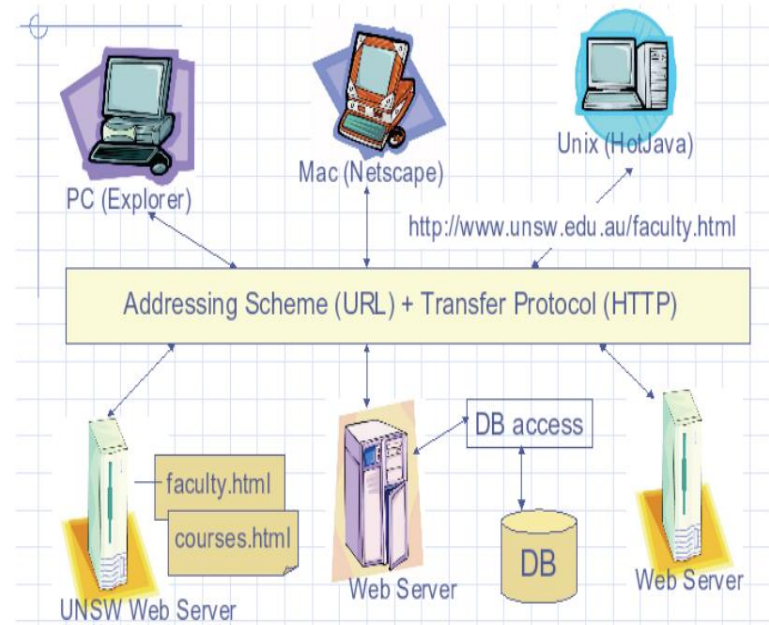 PC (Explorer)
Mac (Netscape)
Unix (HotJava)
http://www.unsw.edu.au/faculty.html
Addressing Scheme (URL) + Transfer Protocol (HTTP)
faculty.html
courses.html
UNSW Web Server
Web Server
DB access
DB
Web Server